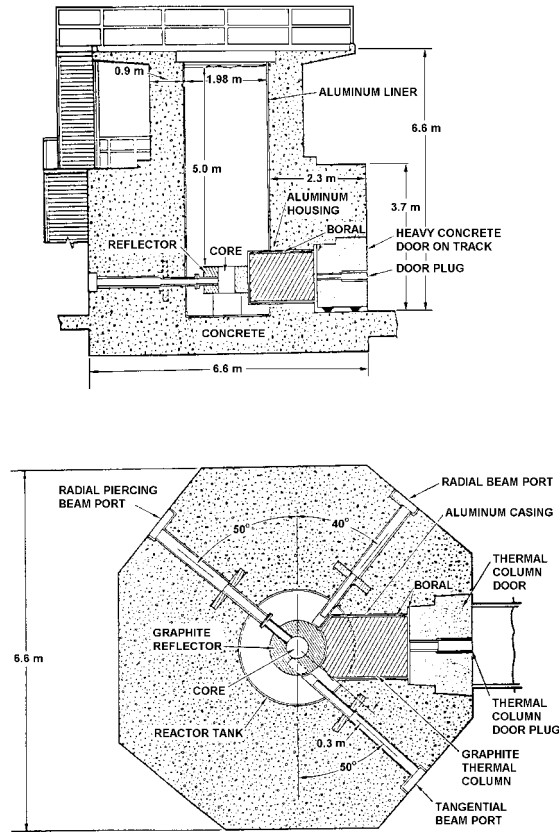 0.9 m
1.98 m
ALUMINUM LINER
6.6 m
5.0 m
2.3 m
3.7 m
ALUMINUM
HOUSING
BORAL
HEAVY CONCRETE
DOOR ON TRACK
REFLECTOR
CORE
DOOR PLUG
CONCRETE
6.6 m
RADIAL PIERCING
BEAM PORT
RADIAL BEAM PORT
50°
40°
ALUMINUM CASING
BORAL
THERMAL
COLUMN
DOOR
6.6 m
GRAPHITE
REFLECTOR
CORE
REACTOR TANK
0.3 m
50°
THERMAL
COLUMN
DOOR PLUG
GRAPHITE
THERMAL
COLUMN
TANGENTIAL
BEAM PORT